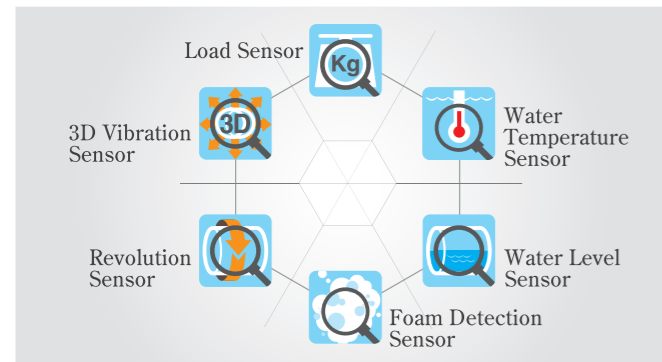 Load Sensor
Kg
3D Vibration
Sensor
3D
Water
Temperature
Sensor
Revolution
Sensor
Water Level
Sensor
Foam Detection
Sensor